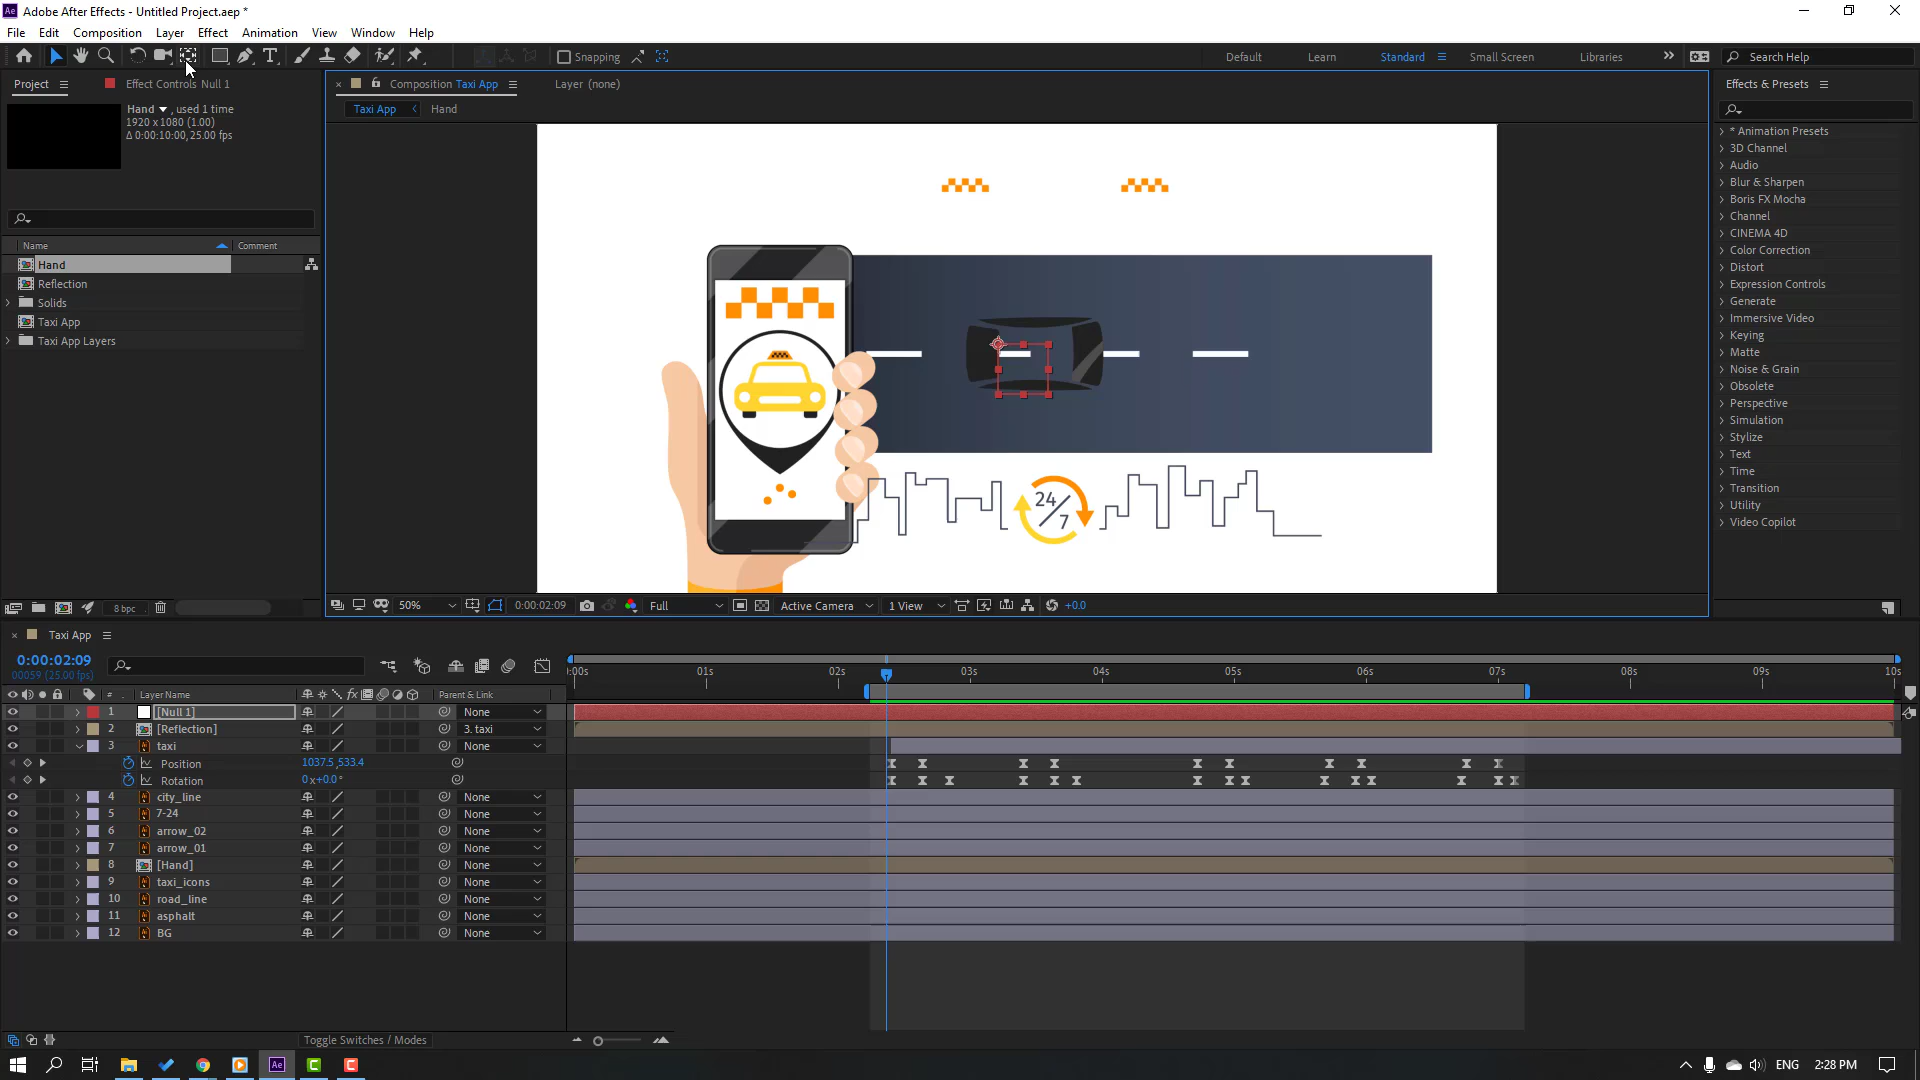 Adobe After Effects - Untitled Project.aep *
File Edit Composition Layer Effect Animation View Window Help
Snapping Default Learn Standard Small Screen Libraries Search Help
Project Effect Controls Null 1
Composition Taxi App Layer (none)
Effects & Presets
Hand , used 1 time
1920 x 1080 (1.00)
Δ 0:00:10:00, 25.00 fps
Taxi App Hand
Name Comment
Hand
Reflection
Solids
Taxi App
Taxi App Layers
24/7
* Animation Presets
3D Channel
Audio
Blur & Sharpen
Boris FX Mocha
Channel
CINEMA 4D
Color Correction
Distort
Expression Controls
Generate
Immersive Video
Keying
Matte
Noise & Grain
Obsolete
Perspective
Simulation
Stylize
Text
Time
Transition
Utility
Video Copilot
8 bpc
50% 0:00:02:09 Full Active Camera 1 View +0.0
Taxi App
0:00:02:09
00059 (25.00 fps)
:00s 01s 02s 03s 04s 05s 06s 07s 08s 09s 10s
# Layer Name Parent & Link
1 [Null 1] None
2 [Reflection] 3. taxi
3 taxi None
Position 1037.5,533.4
Rotation 0x+0.0°
4 city_line None
5 7-24 None
6 arrow_02 None
7 arrow_01 None
8 [Hand] None
9 taxi_icons None
10 road_line None
11 asphalt None
12 BG None
Toggle Switches / Modes
Ae ENG 2:28 PM